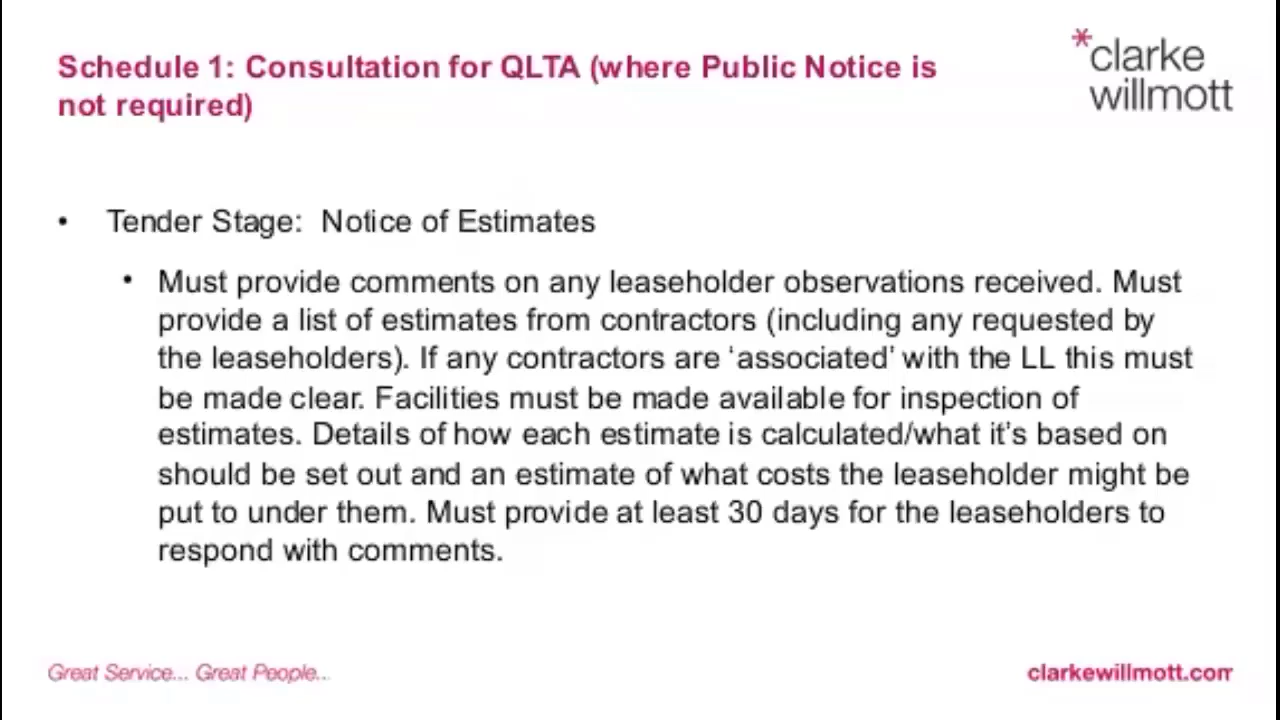 Schedule 1: Consultation for QLTA (where Public Notice is
not required)
*clarke
willmott
• Tender Stage: Notice of Estimates
• Must provide comments on any leaseholder observations received. Must
provide a list of estimates from contractors (including any requested by
the leaseholders). If any contractors are ‘associated’ with the LL this must
be made clear. Facilities must be made available for inspection of
estimates. Details of how each estimate is calculated/what it’s based on
should be set out and an estimate of what costs the leaseholder might be
put to under them. Must provide at least 30 days for the leaseholders to
respond with comments.
Great Service... Great People...
clarkewillmott.com